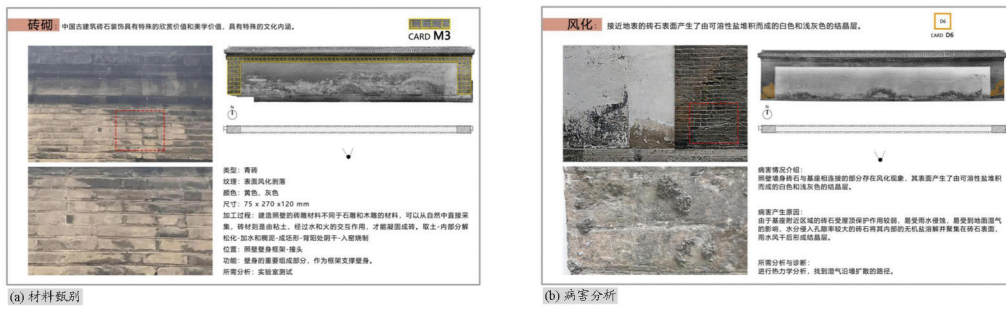 砖砌：中国古建筑砖石装饰具有特殊的欣赏价值和美学价值，具有特殊的文化内涵。
CARD M3
N
类型：青砖
纹理：表面风化剥落
颜色：黄色，灰色
尺寸：75 x 270 x120 mm
加工过程：建造照壁的砖雕材料不同于石雕和木雕的材料，可以从自然中直接采
集，砖材则是由粘土，经过水和火的交互作用，才能凝固成砖。取土-内部分解
松化-加水和稠泥-成坯形-背阳处阴干-入窑烧制
位置：照壁壁身框架-接头
功能：壁身的重要组成部分，作为框架支撑壁身。
所需分析：实验室测试
(a) 材料甄别
风化：接近地表的砖石表面产生了由可溶性盐堆积而成的白色和浅灰色的结晶层。
D6
CARD D6
N
病害情况介绍：
照壁墙身砖石与基座相连接的部分存在风化现象，其表面产生了由可溶性盐堆积
而成的白色和浅灰色的结晶层。
病害产生原因：
由于基座附近区域的砖石受屋顶保护作用较弱，易受雨水侵蚀，易受到地面湿气
的影响，水分侵入孔隙率较大的砖石将其内部的无机盐溶解并聚集在砖石表面，
雨水风干后形成结晶层。
所需分析与诊断：
进行热力学分析，找到湿气沿墙扩散的路径。
(b) 病害分析